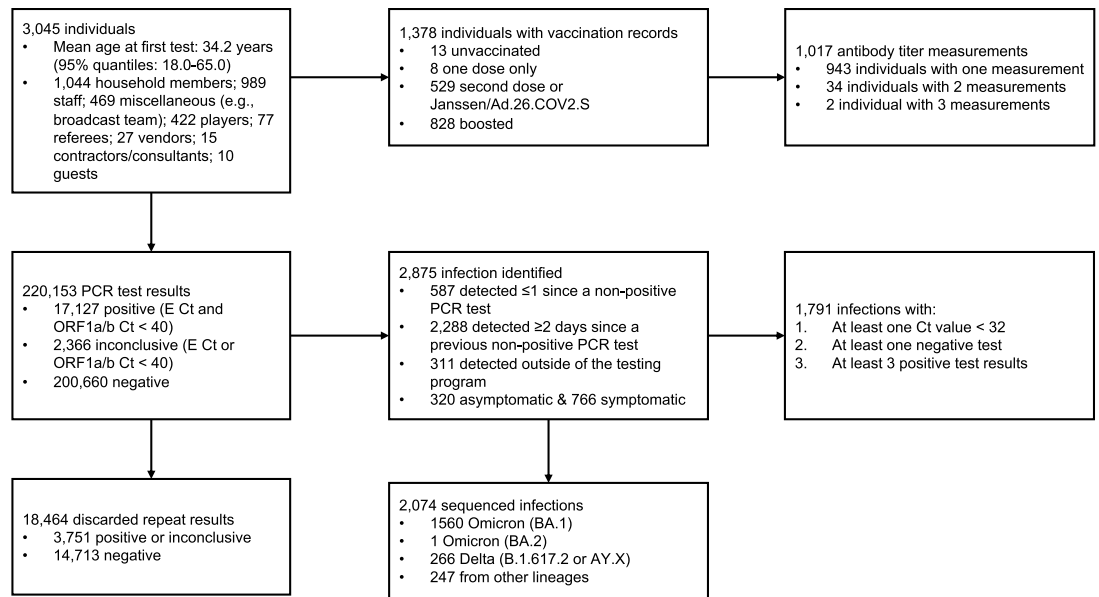 3,045 individuals
• Mean age at first test: 34.2 years
(95% quantiles: 18.0-65.0)
• 1,044 household members; 989
staff; 469 miscellaneous (e.g.,
broadcast team); 422 players; 77
referees; 27 vendors; 15
contractors/consultants; 10
guests
1,378 individuals with vaccination records
• 13 unvaccinated
• 8 one dose only
• 529 second dose or
Janssen/Ad.26.COV2.S
• 828 boosted
1,017 antibody titer measurements
• 943 individuals with one measurement
• 34 individuals with 2 measurements
• 2 individual with 3 measurements
220,153 PCR test results
• 17,127 positive (E Ct and
ORF1a/b Ct < 40)
• 2,366 inconclusive (E Ct or
ORF1a/b Ct < 40)
• 200,660 negative
2,875 infection identified
• 587 detected ≤1 since a non-positive
PCR test
• 2,288 detected ≥2 days since a
previous non-positive PCR test
• 311 detected outside of the testing
program
• 320 asymptomatic & 766 symptomatic
1,791 infections with:
1. At least one Ct value < 32
2. At least one negative test
3. At least 3 positive test results
18,464 discarded repeat results
• 3,751 positive or inconclusive
• 14,713 negative
2,074 sequenced infections
• 1560 Omicron (BA.1)
• 1 Omicron (BA.2)
• 266 Delta (B.1.617.2 or AY.X)
• 247 from other lineages